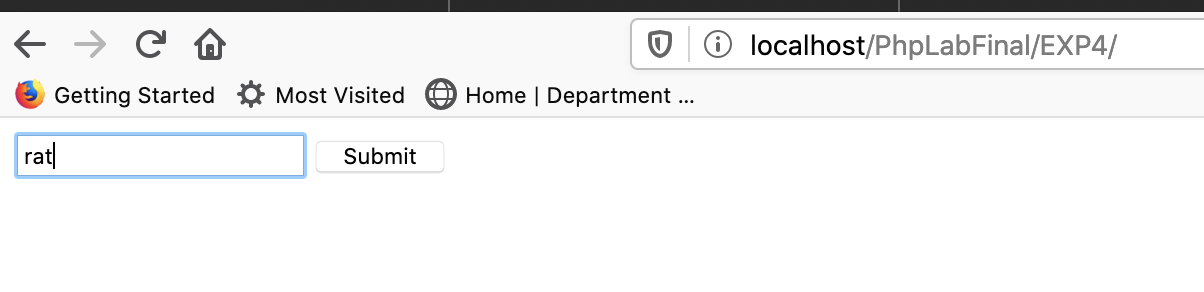 localhost/PhpLabFinal/EXP4/
Getting Started Most Visited Home | Department ...
rat Submit